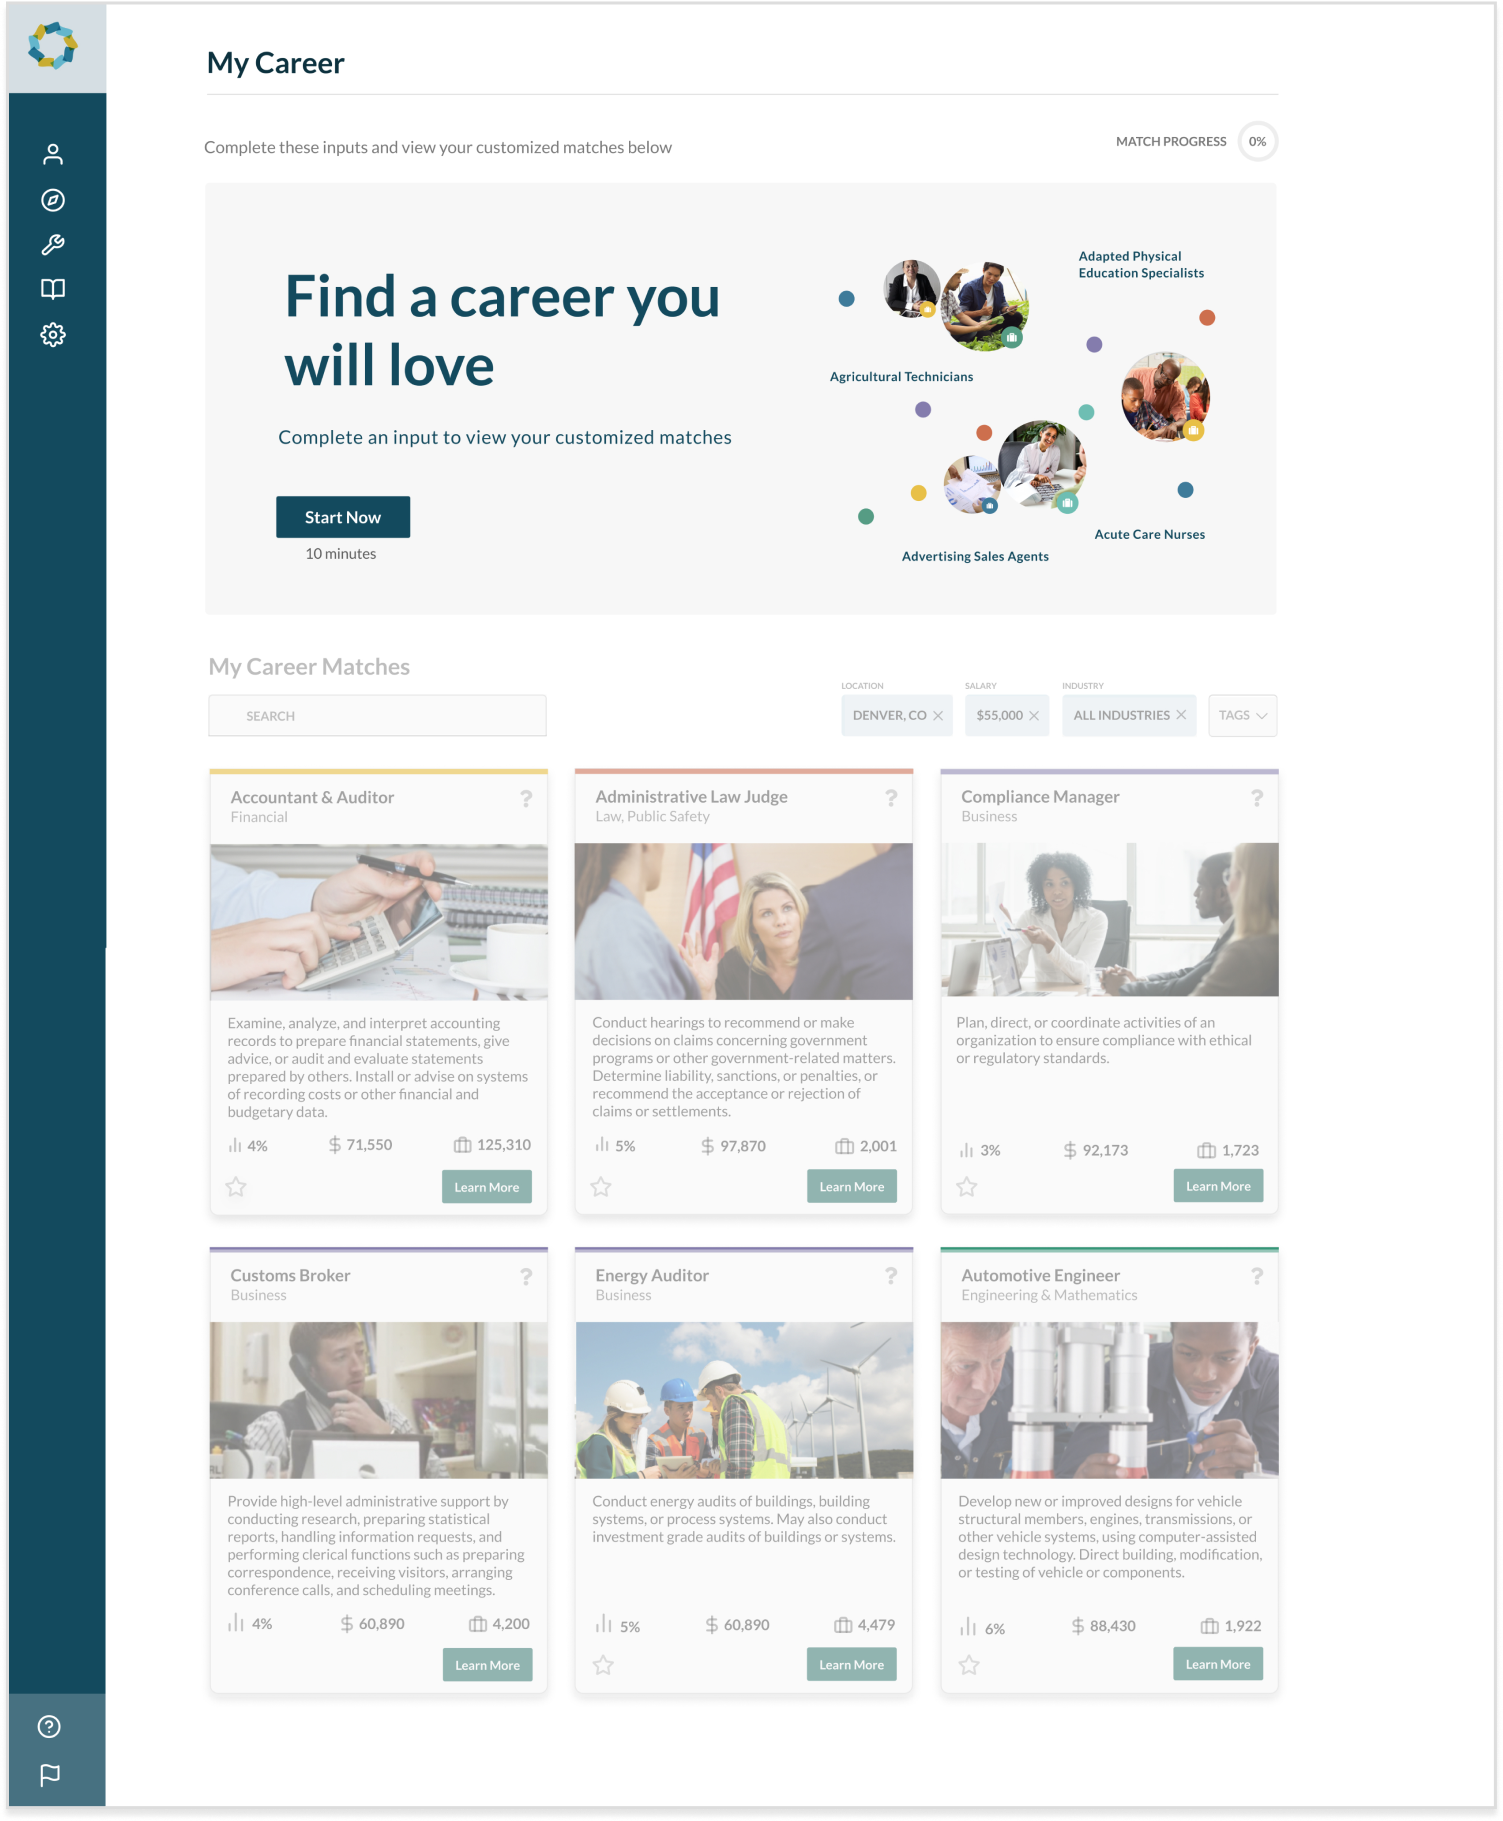 My Career
Complete these inputs and view your customized matches below
MATCH PROGRESS 0%
Find a career you
will love
Complete an input to view your customized matches
Start Now
10 minutes
Adapted Physical
Education Specialists
Agricultural Technicians
Acute Care Nurses
Advertising Sales Agents
My Career Matches
SEARCH
LOCATION
DENVER, CO
SALARY
$55,000
INDUSTRY
ALL INDUSTRIES
TAGS
Accountant & Auditor
?
Financial
Examine, analyze, and interpret accounting
records to prepare financial statements, give
advice, or audit and evaluate statements
prepared by others. Install or advise on systems
of recording costs or other financial and
budgetary data.
4% $ 71,550 125,310
Learn More
Administrative Law Judge
?
Law, Public Safety
Conduct hearings to recommend or make
decisions on claims concerning government
programs or other government-related matters.
Determine liability, sanctions, or penalties, or
recommend the acceptance or rejection of
claims or settlements.
5% $ 97,870 2,001
Learn More
Compliance Manager
?
Business
Plan, direct, or coordinate activities of an
organization to ensure compliance with ethical
or regulatory standards.
3% $ 92,173 1,723
Learn More
Customs Broker
?
Business
Provide high-level administrative support by
conducting research, preparing statistical
reports, handling information requests, and
performing clerical functions such as preparing
correspondence, receiving visitors, arranging
conference calls, and scheduling meetings.
4% $ 60,890 4,200
Learn More
Energy Auditor
?
Business
Conduct energy audits of buildings, building
systems, or process systems. May also conduct
investment grade audits of buildings or systems.
5% $ 60,890 4,479
Learn More
Automotive Engineer
?
Engineering & Mathematics
Develop new or improved designs for vehicle
structural members, engines, transmissions, or
other vehicle systems, using computer-assisted
design technology. Direct building, modification,
or testing of vehicle or components.
6% $ 88,430 1,922
Learn More
?